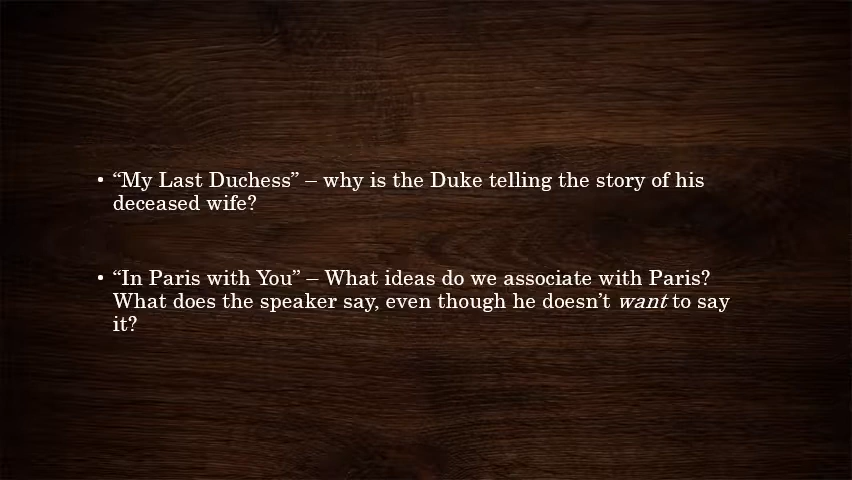 • “My Last Duchess” – why is the Duke telling the story of his
deceased wife?
• “In Paris with You” – What ideas do we associate with Paris?
What does the speaker say, even though he doesn’t want to say
it?